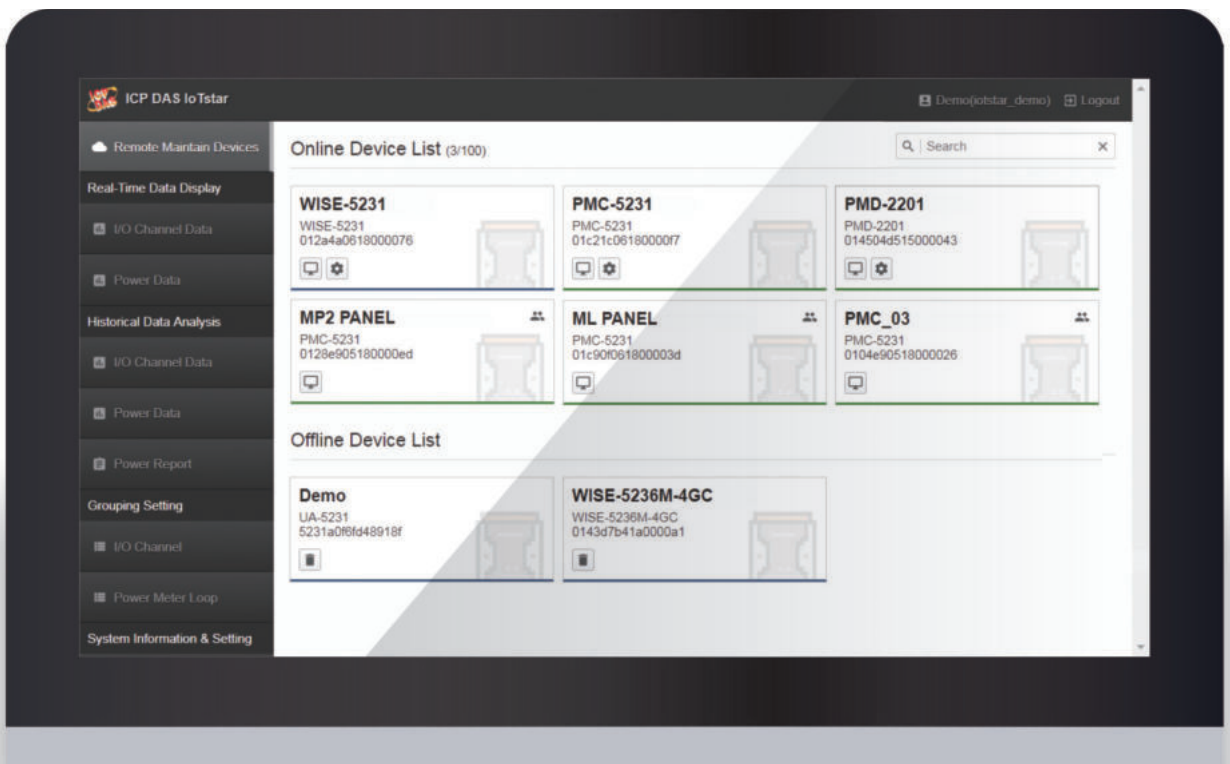 ICP DAS IoTstar
Demo(iotstar_demo) Logout
Remote Maintain Devices
Real-Time Data Display
I/O Channel Data
Power Data
Historical Data Analysis
I/O Channel Data
Power Data
Power Report
Grouping Setting
I/O Channel
Power Meter Loop
System Information & Setting
Online Device List (3/100)
Search
WISE-5231
WISE-5231
012a4a0618000076
PMC-5231
PMC-5231
01c21c06180000f7
PMD-2201
PMD-2201
014504d515000043
MP2 PANEL
PMC-5231
0128e905180000ed
ML PANEL
PMC-5231
01c90f061800003d
PMC_03
PMC-5231
0104e90518000026
Offline Device List
Demo
UA-5231
5231a0f6fd48918f
WISE-5236M-4GC
WISE-5236M-4GC
0143d7b41a0000a1